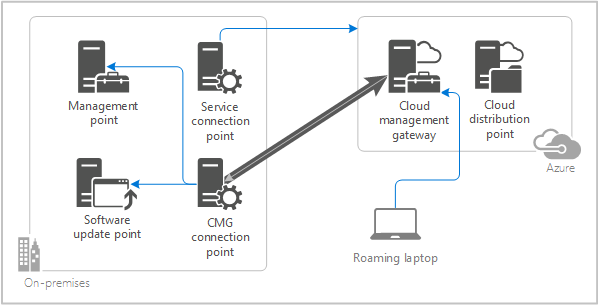 Management
point
Service
connection
point
Cloud
management
gateway
Cloud
distribution
point
Azure
Software
update point
CMG
connection
point
Roaming laptop
On-premises